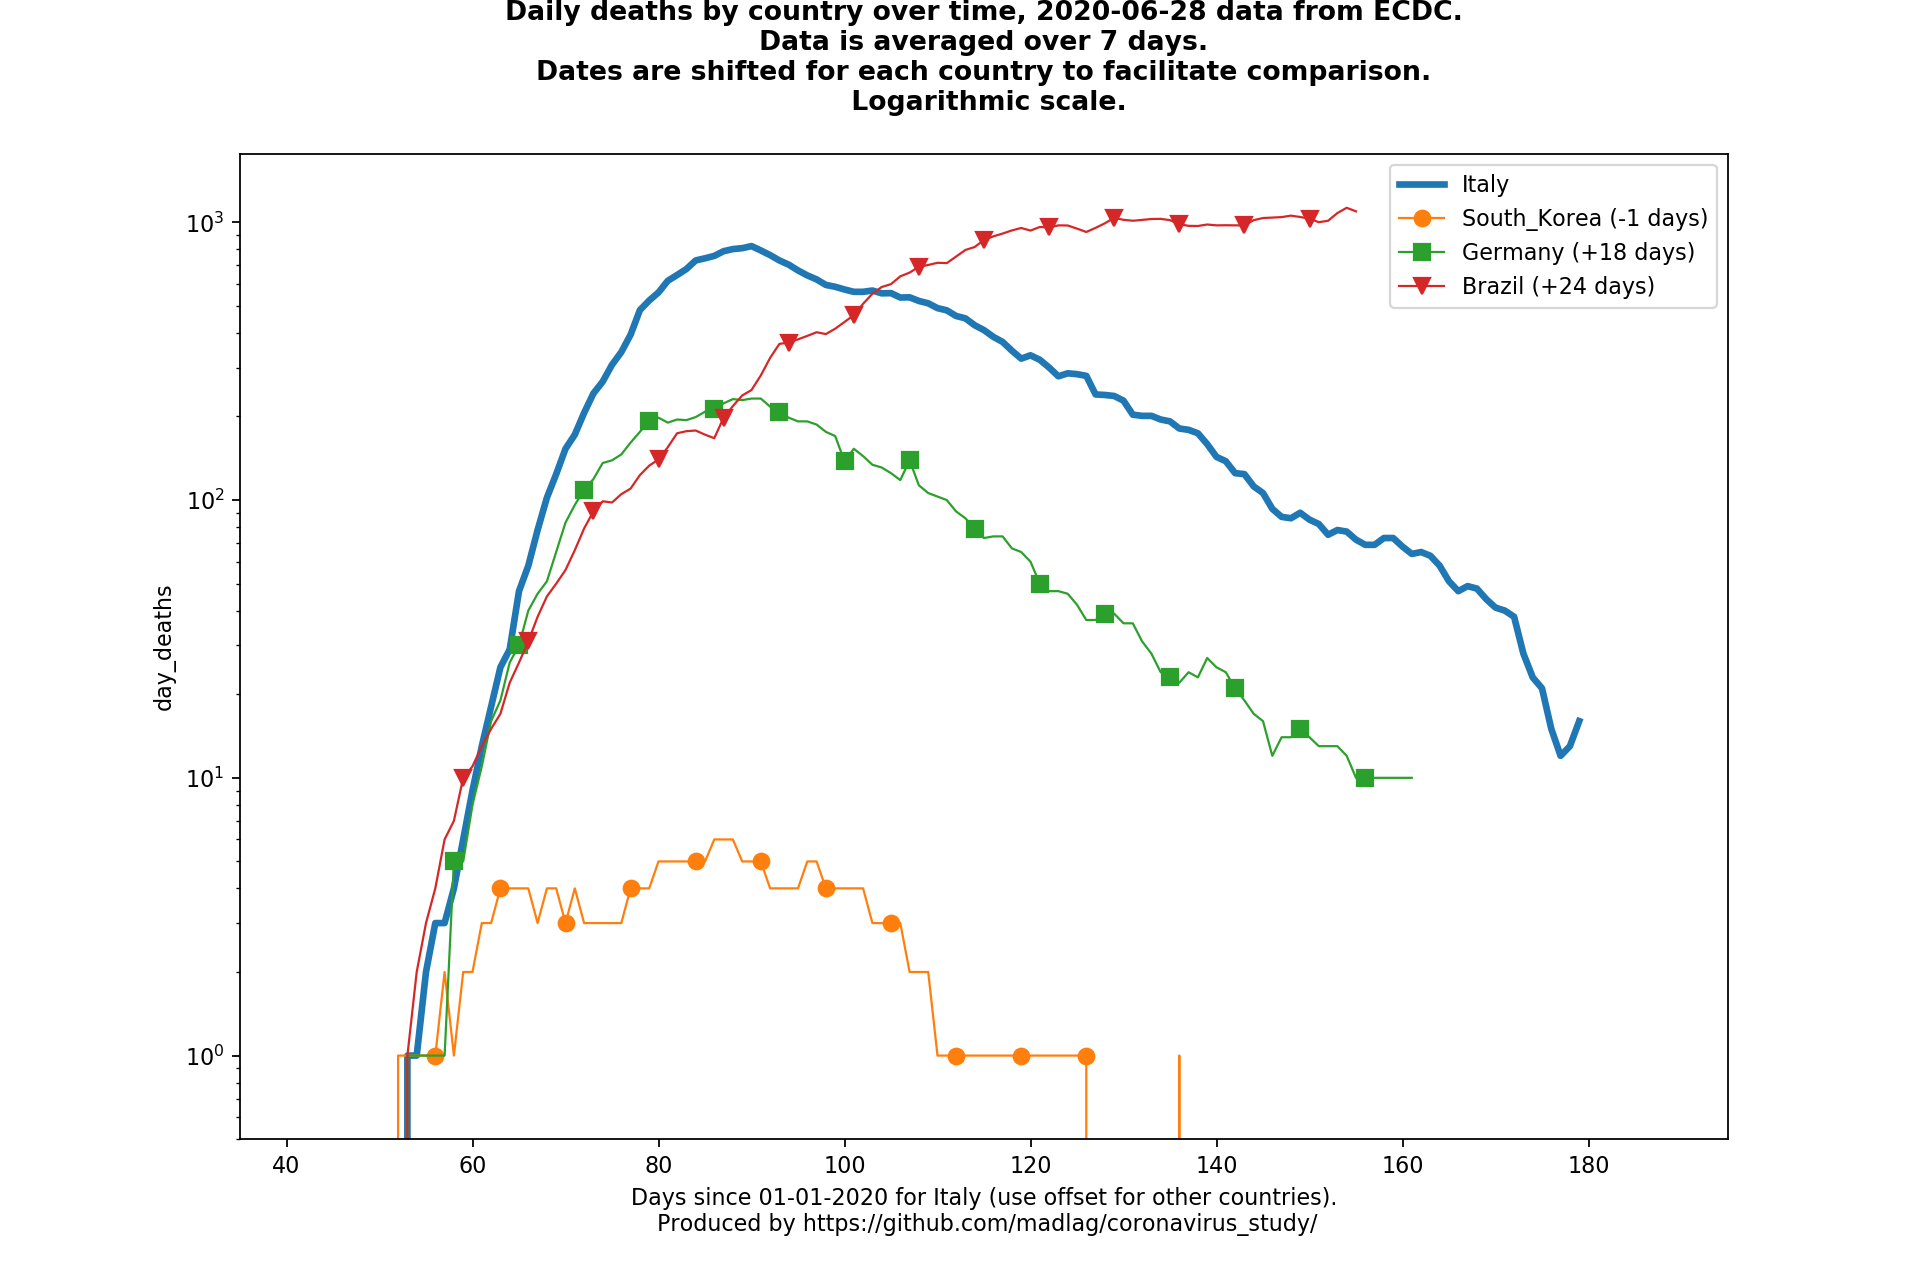 Daily deaths by country over time, 2020-06-28 data from ECDC.
Data is averaged over 7 days.
Dates are shifted for each country to facilitate comparison.
Logarithmic scale.
Italy
South_Korea (-1 days)
Germany (+18 days)
Brazil (+24 days)
day_deaths
10³
10²
10¹
10⁰
40 60 80 100 120 140 160 180
Days since 01-01-2020 for Italy (use offset for other countries).
Produced by https://github.com/madlag/coronavirus_study/